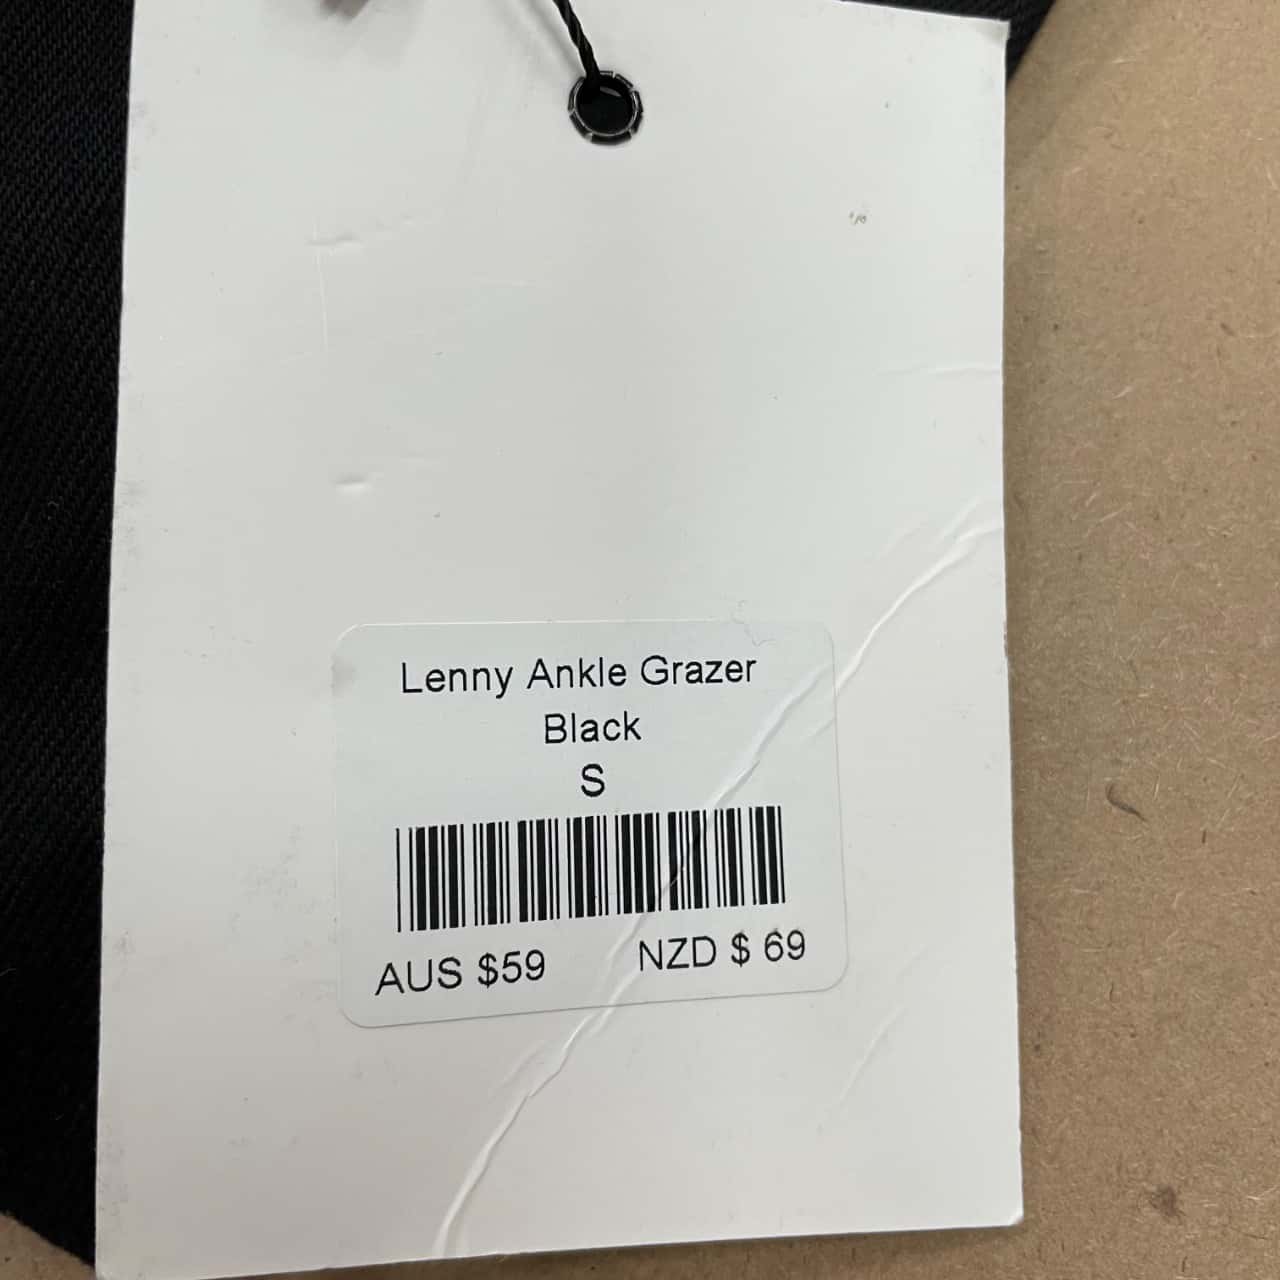 Lenny Ankle Grazer
Black
S
AUS $59 NZD $ 69